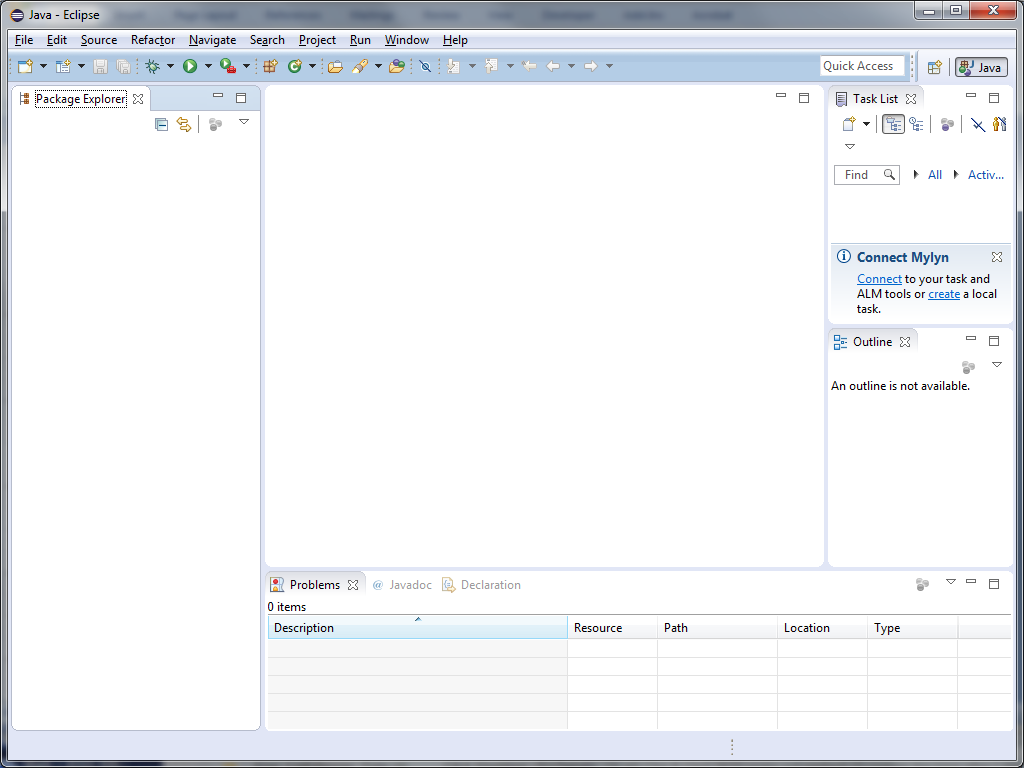 Java - Eclipse
File Edit Source Refactor Navigate Search Project Run Window Help
Quick Access
Java
Package Explorer
Task List
Find
All
Activ...
Connect Mylyn
Connect to your task and
ALM tools or create a local
task.
Outline
An outline is not available.
Problems @ Javadoc Declaration
0 items
Description Resource Path Location Type